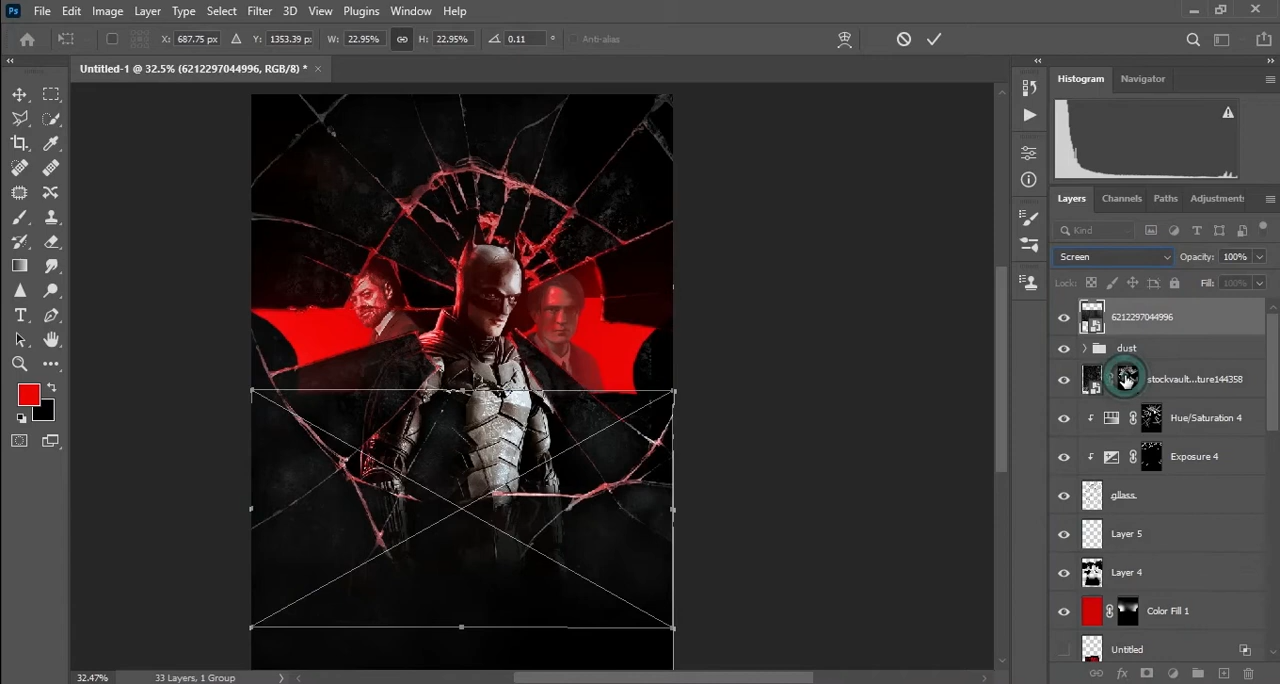 Ps File Edit Image Layer Type Select Filter 3D View Plugins Window Help
X: 687.75 px Y: 1353.39 px W: 22.95% H: 22.95% 0.11 ° Anti-alias
Untitled-1 @ 32.5% (6212297044996, RGB/8) * ×
Histogram Navigator
Layers Channels Paths Adjustment
Kind
Screen Opacity: 100%
Lock: Fill: 100%
6212297044996
dust
stockvault...ture144358
Hue/Saturation 4
Exposure 4
gllass.
Layer 5
Layer 4
Color Fill 1
Untitled
32.47% 33 Layers, 1 Group